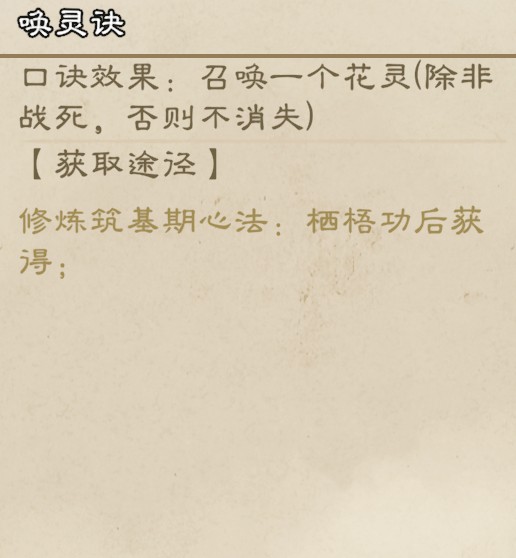 唤灵诀
口诀效果：召唤一个花灵(除非
战死，否则不消失)
【获取途径】
修炼筑基期心法：栖梧功后获
得；